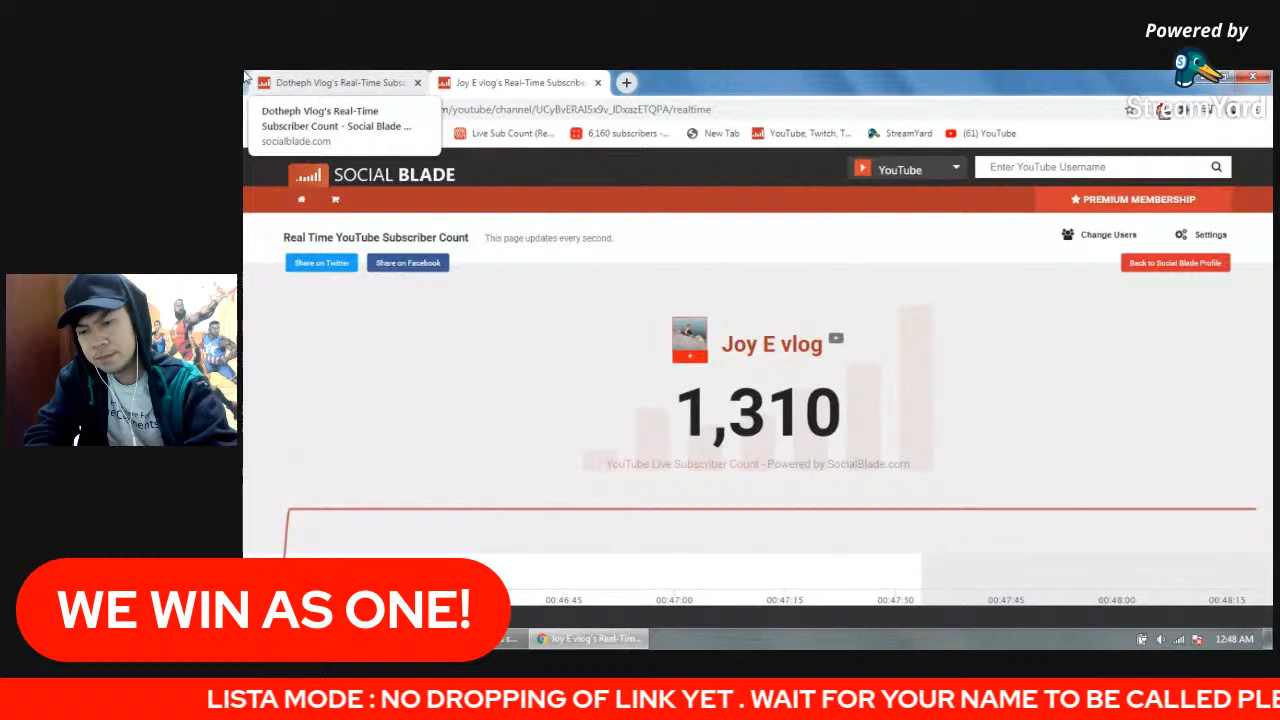 Powered by
StreamYard
Dotheph Vlog's Real-Time Subsc
Joy E vlog's Real-Time Subscribe
Dotheph Vlog's Real-Time
Subscriber Count - Social Blade ...
socialblade.com
m/youtube/channel/UCyBvERAI5x9v_IDxazETQPA/realtime
Live Sub Count (Re...
6,160 subscribers -...
New Tab
YouTube, Twitch, T...
StreamYard
(61) YouTube
SOCIAL BLADE
YouTube
Enter YouTube Username
PREMIUM MEMBERSHIP
Real Time YouTube Subscriber Count
This page updates every second.
Change Users
Settings
Share on Twitter
Share on Facebook
Back to Social Blade Profile
Joy E vlog
1,310
YouTube Live Subscriber Count - Powered by SocialBlade.com
00:46:45
00:47:00
00:47:15
00:47:30
00:47:45
00:48:00
00:48:15
WE WIN AS ONE!
s...
Joy E vlog's Real-Tim...
12:48 AM
LISTA MODE : NO DROPPING OF LINK YET . WAIT FOR YOUR NAME TO BE CALLED PLE